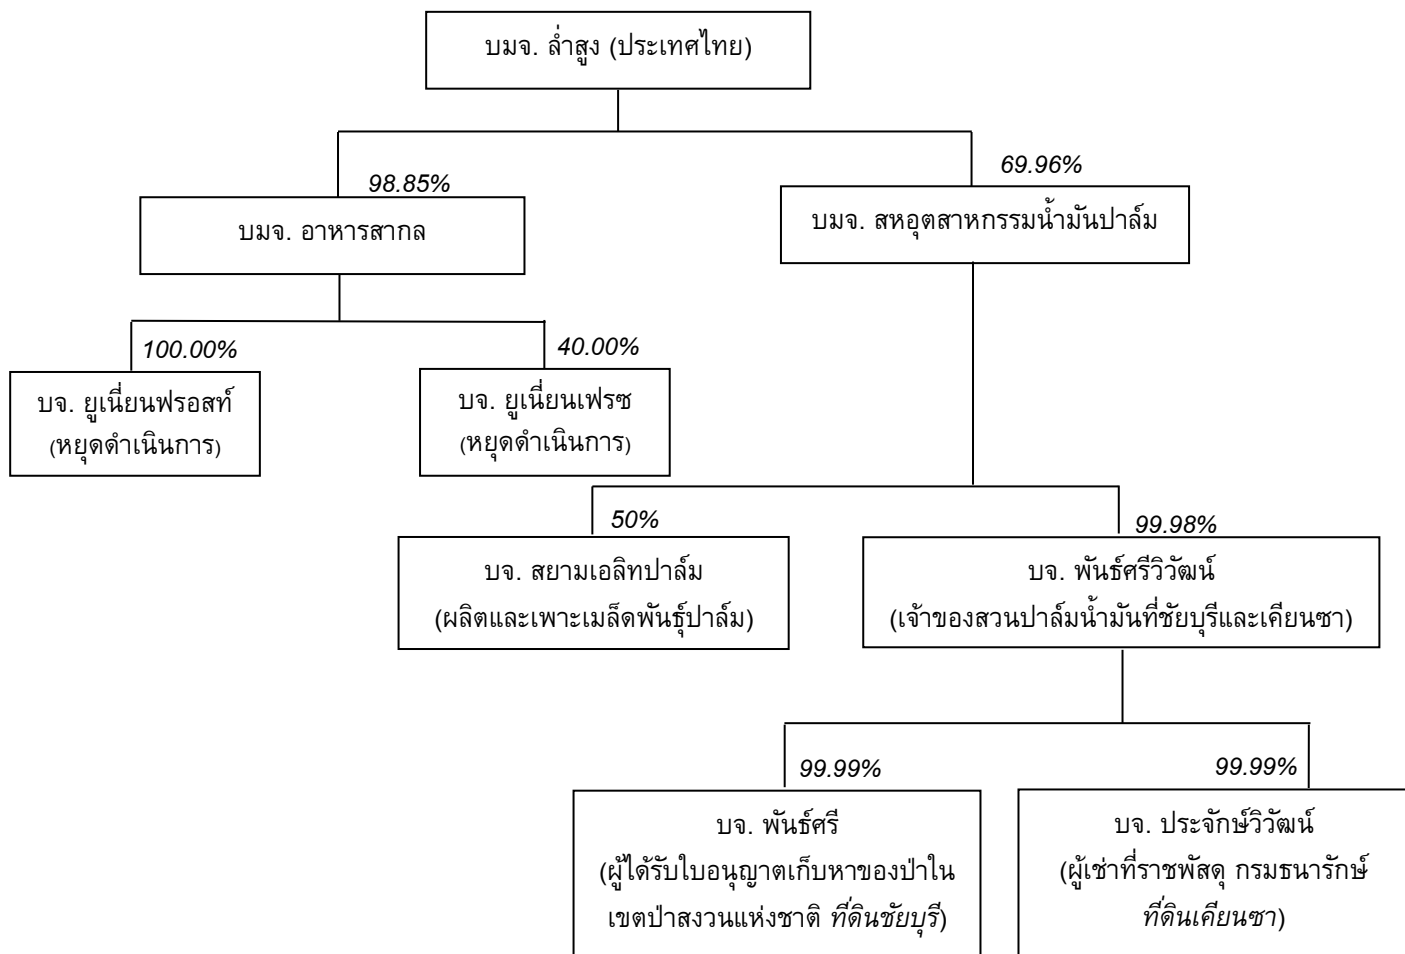 บมจ. ล่ำสูง (ประเทศไทย)
98.85%
69.96%
บมจ. อาหารสากล
บมจ. สหอุตสาหกรรมน้ำมันปาล์ม
100.00%
40.00%
บจ. ยูเนี่ยนฟรอสท์
(หยุดดำเนินการ)
บจ. ยูเนี่ยนเฟรซ
(หยุดดำเนินการ)
50%
99.98%
บจ. สยามเอลิทปาล์ม
(ผลิตและเพาะเมล็ดพันธุ์ปาล์ม)
บจ. พันธ์ศรีวิวัฒน์
(เจ้าของสวนปาล์มน้ำมันที่ชัยบุรีและเคียนซา)
99.99%
99.99%
บจ. พันธ์ศรี
(ผู้ได้รับใบอนุญาตเก็บหาของป่าใน
เขตป่าสงวนแห่งชาติ ที่ดินชัยบุรี)
บจ. ประจักษ์วิวัฒน์
(ผู้เช่าที่ราชพัสดุ กรมธนารักษ์
ที่ดินเคียนซา)